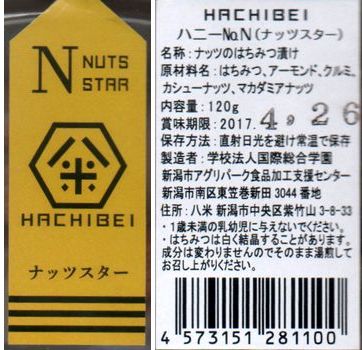 N NUTS
STAR
HACHIBEI
ナッツスター
HACHIBEI
ハニーNo.N(ナッツスター)
名称:ナッツのはちみつ漬け
原材料名:はちみつ、アーモンド、クルミ、
カシューナッツ、マカダミアナッツ
内容量:120g
賞味期限:2017. 4.926
保存方法:直射日光を避け常温で保存
製造者:学校法人国際総合学園
新潟市アグリパーク食品加工支援センター
新潟市南区東笠巻新田3044番地
住所:八米 新潟市中央区紫竹山3-8-33
・1歳未満の乳幼児に与えないでください。
・はちみつは白く結晶することがあります。
成分は変わりませんのでそのまま湯煎して
お召し上がりください。
4 573151 281100